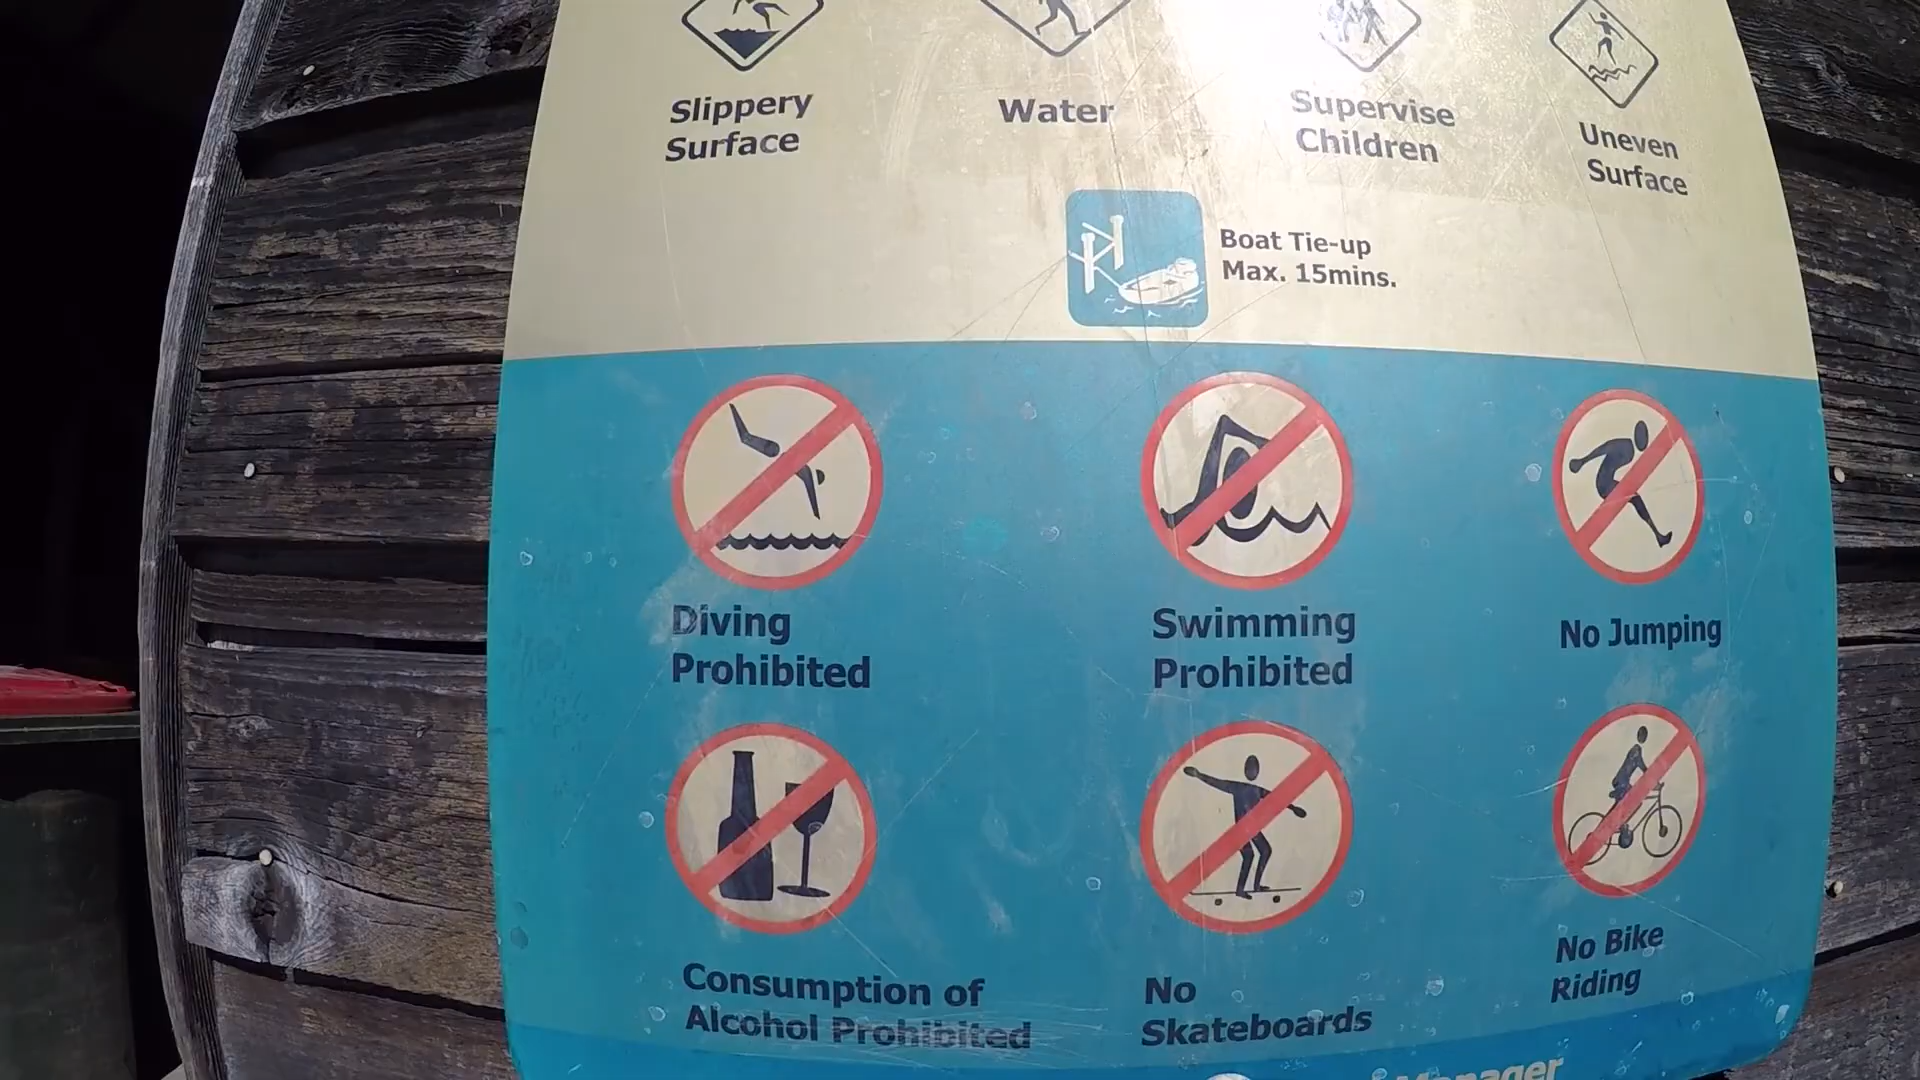 Slippery
Surface
Water
Supervise
Children
Uneven
Surface
Boat Tie-up
Max. 15mins.
Diving
Prohibited
Swimming
Prohibited
No Jumping
Consumption of
Alcohol Prohibited
No
Skateboards
No Bike
Riding
Manager